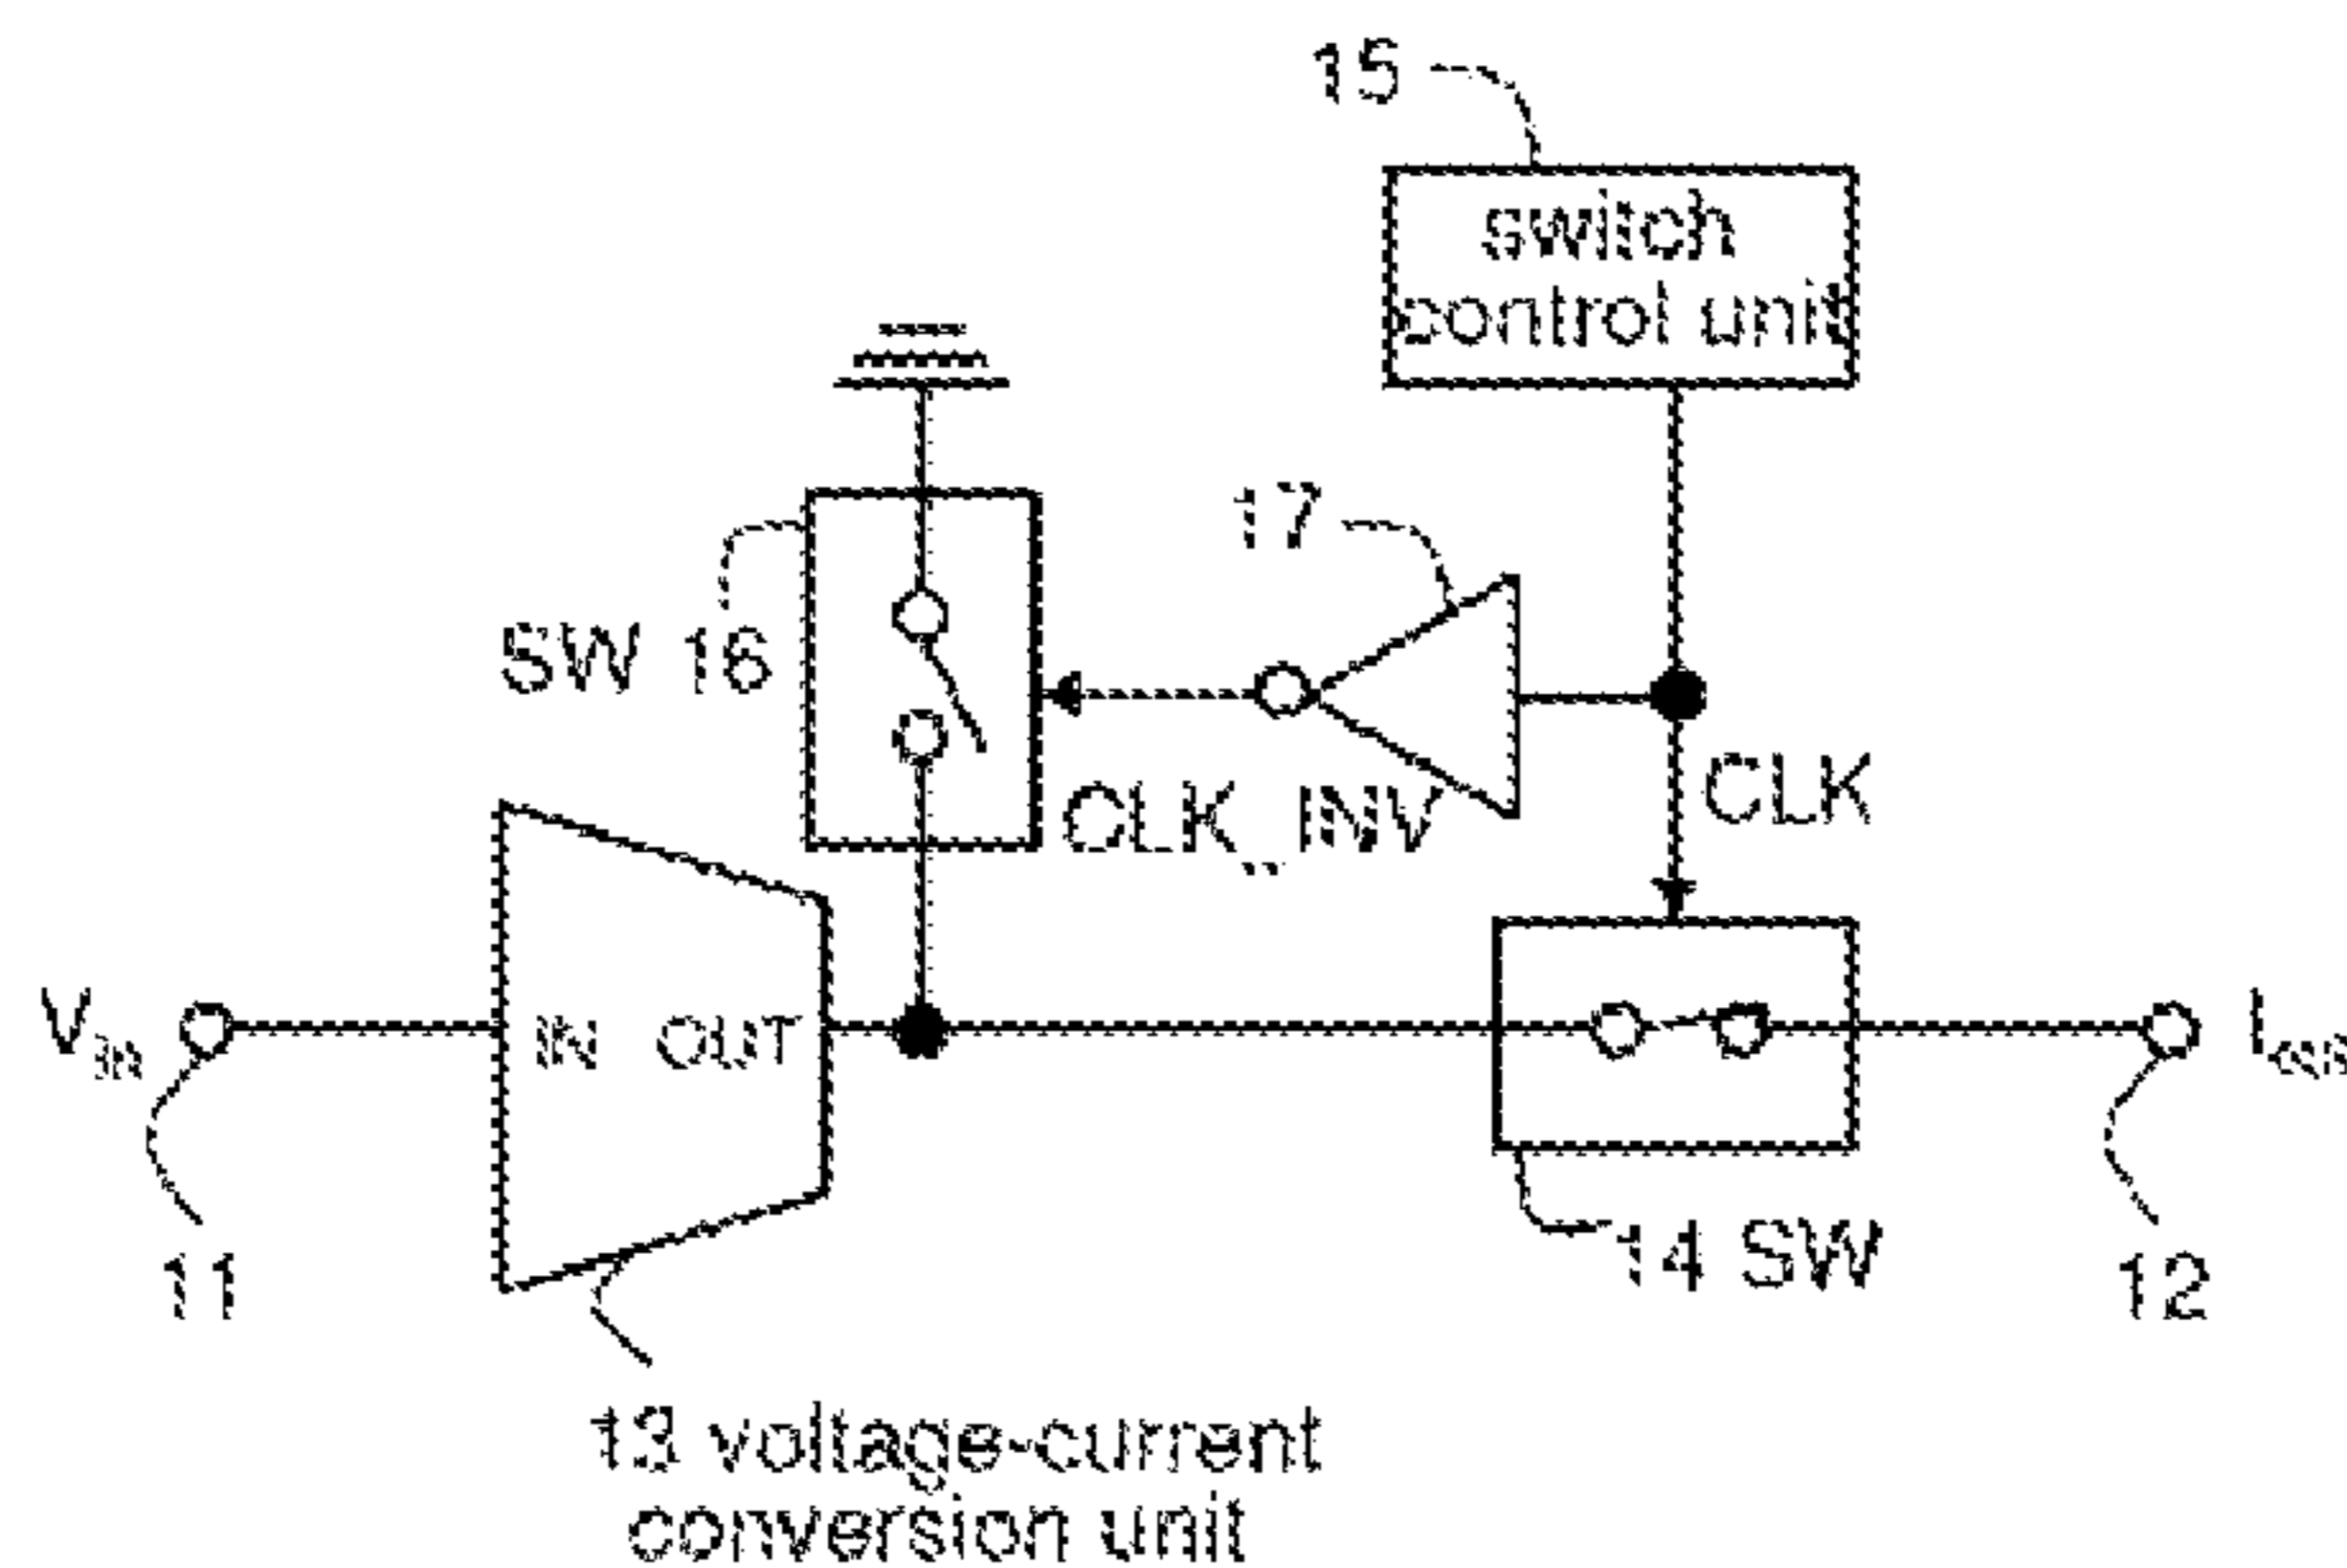 15
switch
control unit
17
SW 16
CLK_INV
CLK
Vin
IN OUT
11
14 SW
12
13 voltage-current
conversion unit